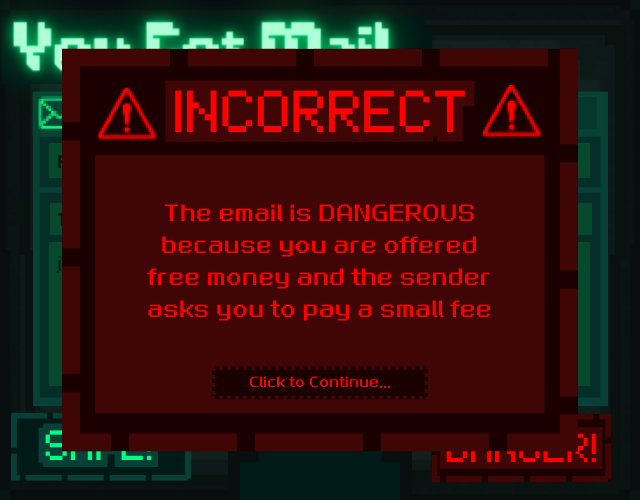 You Got Mail
INCORRECT
The email is DANGEROUS
because you are offered
free money and the sender
asks you to pay a small fee
Click to Continue...
SAFE!
DANGER!